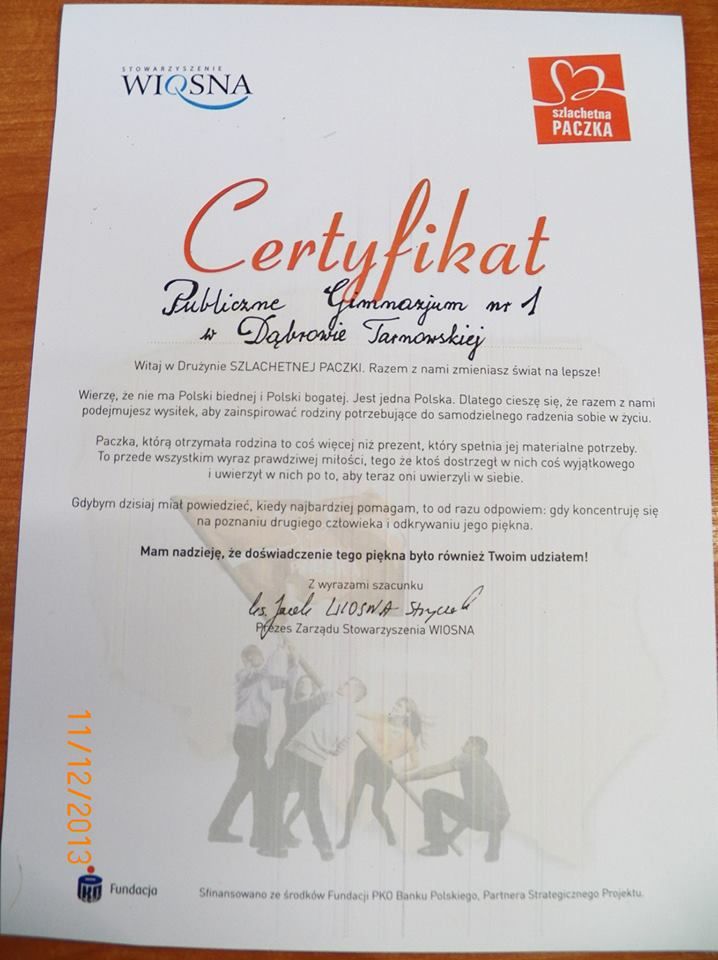 STOWARZYSZENIE
WIOSNA
szlachetna
PACZKA
Certyfikat
Publiczne Gimnazjum nr 1
w Dąbrowie Tarnowskiej
Witaj w Drużynie SZLACHETNEJ PACZKI. Razem z nami zmieniasz świat na lepsze!
Wierzę, że nie ma Polski biednej i Polski bogatej. Jest jedna Polska. Dlatego cieszę się, że razem z nami
podejmujesz wysiłek, aby zainspirować rodziny potrzebujące do samodzielnego radzenia sobie w życiu.
Paczka, którą otrzymała rodzina to coś więcej niż prezent, który spełnia jej materialne potrzeby.
To przede wszystkim wyraz prawdziwej miłości, tego że ktoś dostrzegł w nich coś wyjątkowego
i uwierzył w nich po to, aby teraz oni uwierzyli w siebie.
Gdybym dzisiaj miał powiedzieć, kiedy najbardziej pomagam, to od razu odpowiem: gdy koncentruję się
na poznaniu drugiego człowieka i odkrywaniu jego piękna.
Mam nadzieję, że doświadczenie tego piękna było również Twoim udziałem!
Z wyrazami szacunku
ks. Jacek WIOSNA Stryczek
Prezes Zarządu Stowarzyszenia WIOSNA
11/12/2013
PKO Fundacja
Sfinansowano ze środków Fundacji PKO Banku Polskiego, Partnera Strategicznego Projektu.